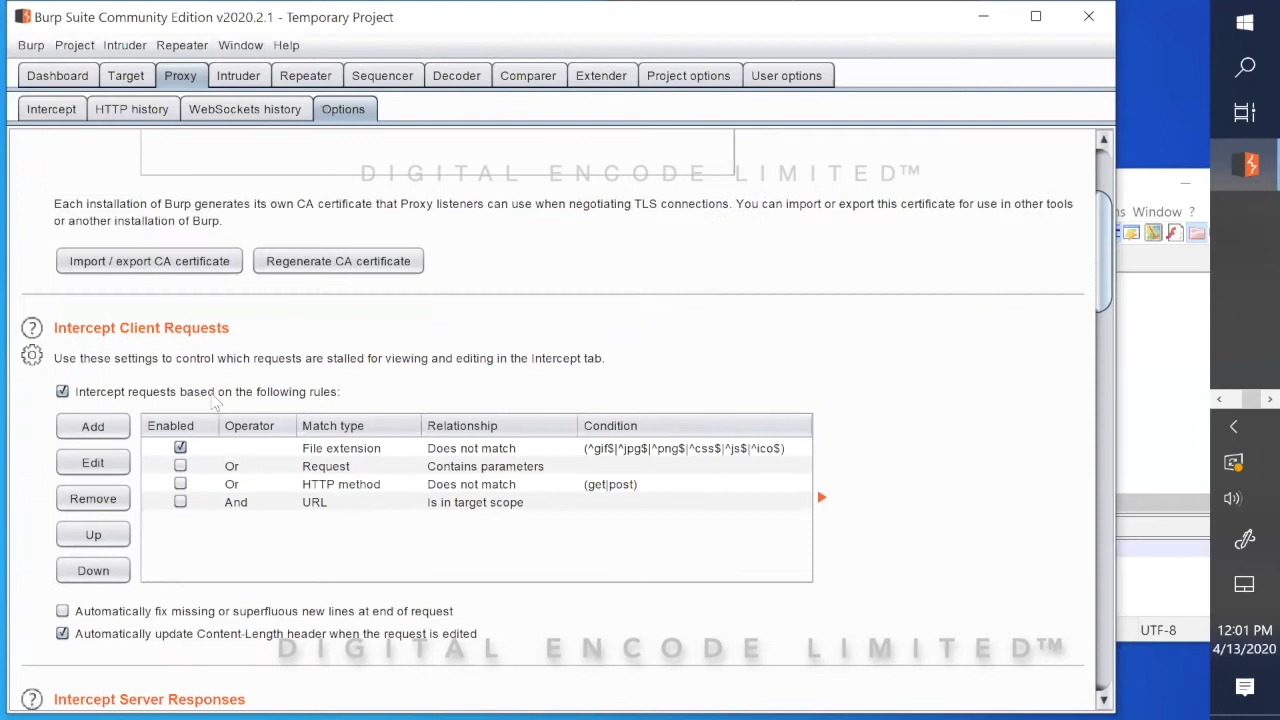 Burp Suite Community Edition v2020.2.1 - Temporary Project
Burp Project Intruder Repeater Window Help
Dashboard Target Proxy Intruder Repeater Sequencer Decoder Comparer Extender Project options User options
Intercept HTTP history WebSockets history Options
DIGITAL ENCODE LIMITED™
Each installation of Burp generates its own CA certificate that Proxy listeners can use when negotiating TLS connections. You can import or export this certificate for use in other tools
or another installation of Burp.
ns Window ?
Import / export CA certificate Regenerate CA certificate
? Intercept Client Requests
Use these settings to control which requests are stalled for viewing and editing in the Intercept tab.
Intercept requests based on the following rules:
Add
Edit
Remove
Up
Down
Enabled Operator Match type Relationship Condition
File extension Does not match (^gif$|^jpg$|^png$|^css$|^js$|^ico$)
Or Request Contains parameters
Or HTTP method Does not match (get|post)
And URL Is in target scope
Automatically fix missing or superfluous new lines at end of request
Automatically update Content-Length header when the request is edited
DIGITAL ENCODE LIMITED™
? Intercept Server Responses
UTF-8
12:01 PM
4/13/2020